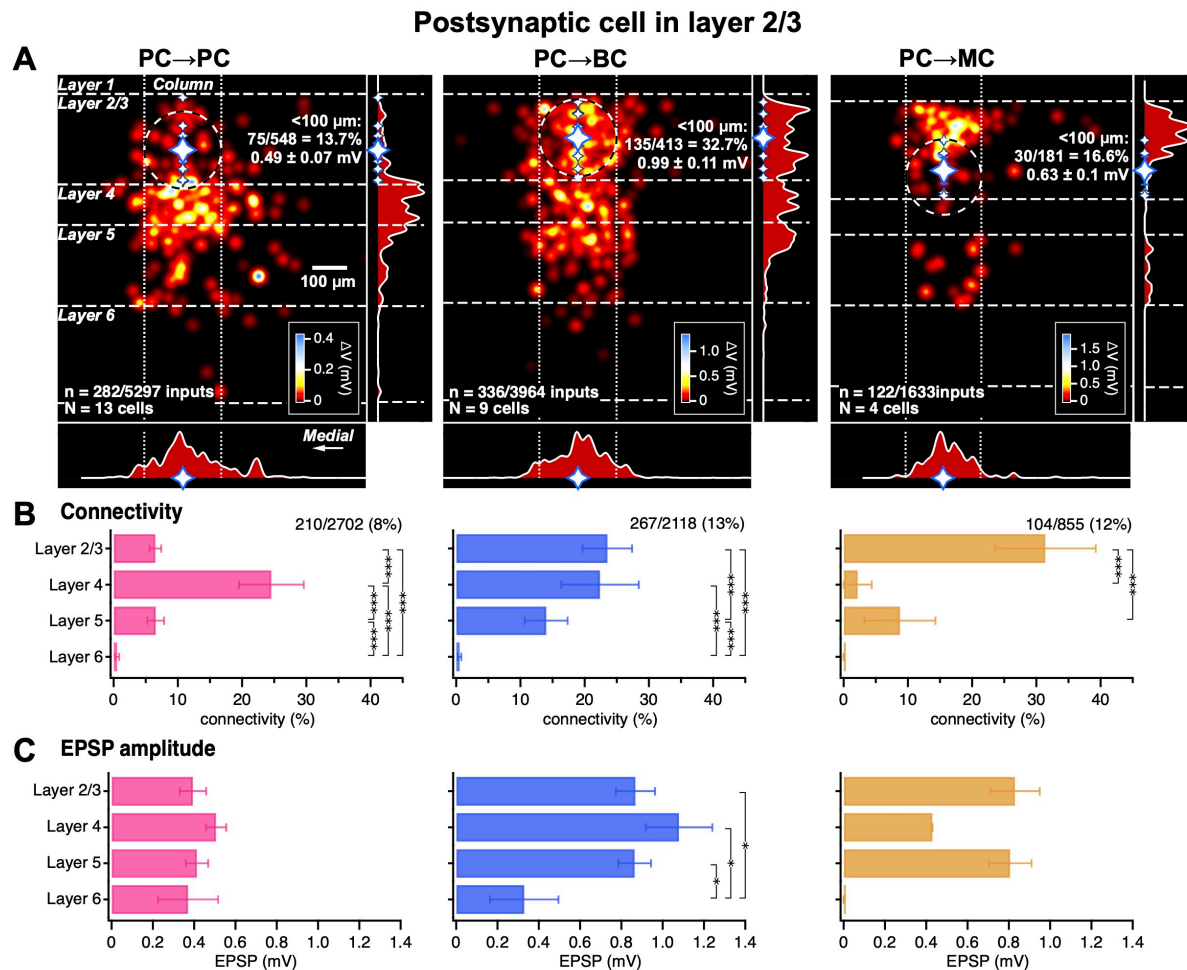 Postsynaptic cell in layer 2/3
A
PC→PC
PC→BC
PC→MC
Layer 1
Column
Layer 2/3
<100 µm:
75/548 = 13.7%
0.49 ± 0.07 mV
Layer 4
Layer 5
100 µm
Layer 6
0.4
0.2
0
ΔV (mV)
n = 282/5297 inputs
N = 13 cells
Medial
<100 µm:
135/413 = 32.7%
0.99 ± 0.11 mV
1.0
0.5
0
ΔV (mV)
n = 336/3964 inputs
N = 9 cells
<100 µm:
30/181 = 16.6%
0.63 ± 0.1 mV
1.5
1.0
0.5
0
ΔV (mV)
n = 122/1633inputs
N = 4 cells
B
Connectivity
210/2702 (8%)
267/2118 (13%)
104/855 (12%)
Layer 2/3
Layer 4
Layer 5
Layer 6
***
***
***
***
***
***
***
***
***
***
***
***
0 10 20 30 40
connectivity (%)
0 10 20 30 40
connectivity (%)
0 10 20 30 40
connectivity (%)
C
EPSP amplitude
Layer 2/3
Layer 4
Layer 5
Layer 6
*
*
*
0 0.2 0.4 0.6 0.8 1.0 1.2 1.4
EPSP (mV)
0 0.2 0.4 0.6 0.8 1.0 1.2 1.4
EPSP (mV)
0 0.2 0.4 0.6 0.8 1.0 1.2 1.4
EPSP (mV)